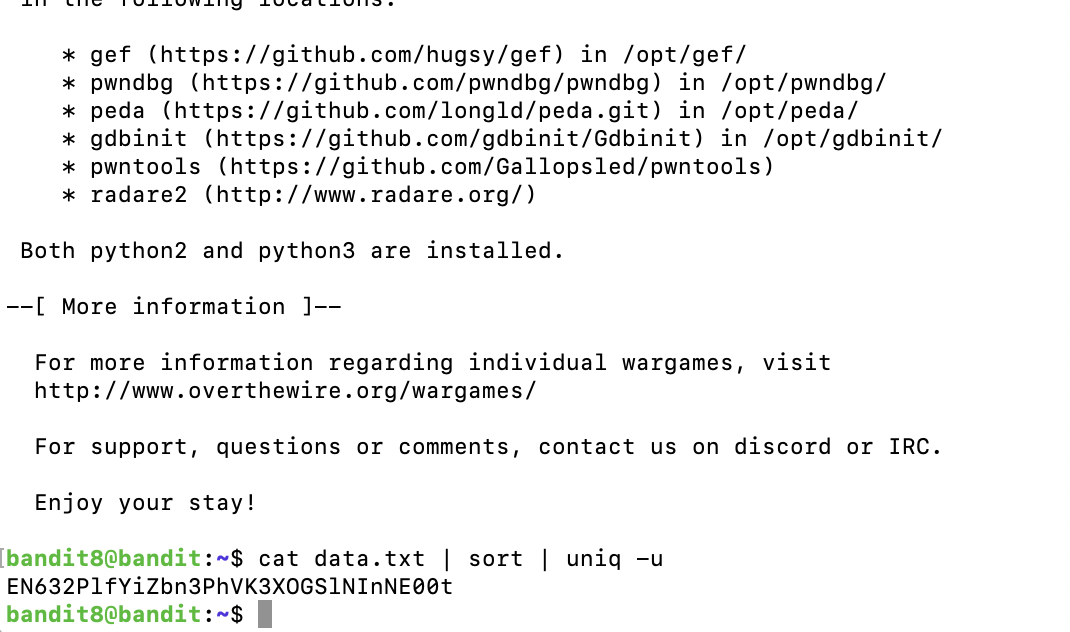 in the following locations:
* gef (https://github.com/hugsy/gef) in /opt/gef/
* pwndbg (https://github.com/pwndbg/pwndbg) in /opt/pwndbg/
* peda (https://github.com/longld/peda.git) in /opt/peda/
* gdbinit (https://github.com/gdbinit/Gdbinit) in /opt/gdbinit/
* pwntools (https://github.com/Gallopsled/pwntools)
* radare2 (http://www.radare.org/)
Both python2 and python3 are installed.
--[ More information ]--
For more information regarding individual wargames, visit
http://www.overthewire.org/wargames/
For support, questions or comments, contact us on discord or IRC.
Enjoy your stay!
[bandit8@bandit:~$ cat data.txt | sort | uniq -u
EN632PlfYiZbn3PhVK3XOGSlNInNE00t
bandit8@bandit:~$